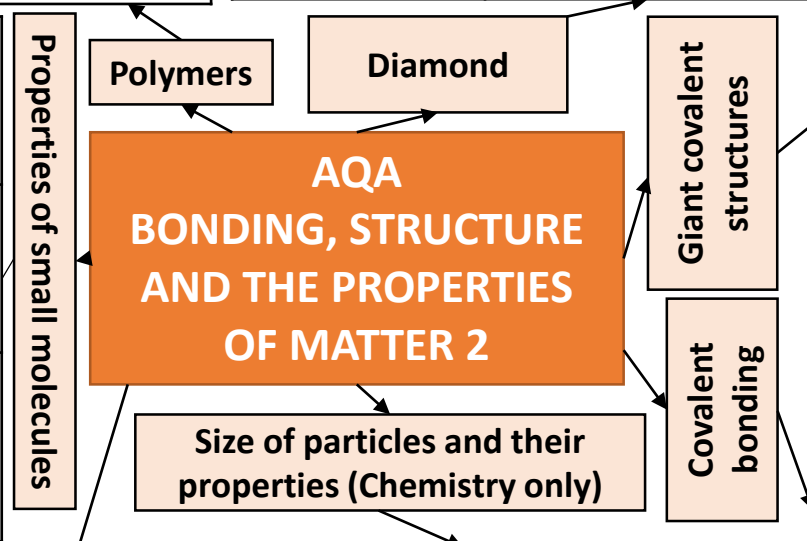 Properties of small molecules
Polymers
Diamond
Giant covalent
structures
AQA
BONDING, STRUCTURE
AND THE PROPERTIES
OF MATTER 2
Covalent
bonding
Size of particles and their
properties (Chemistry only)